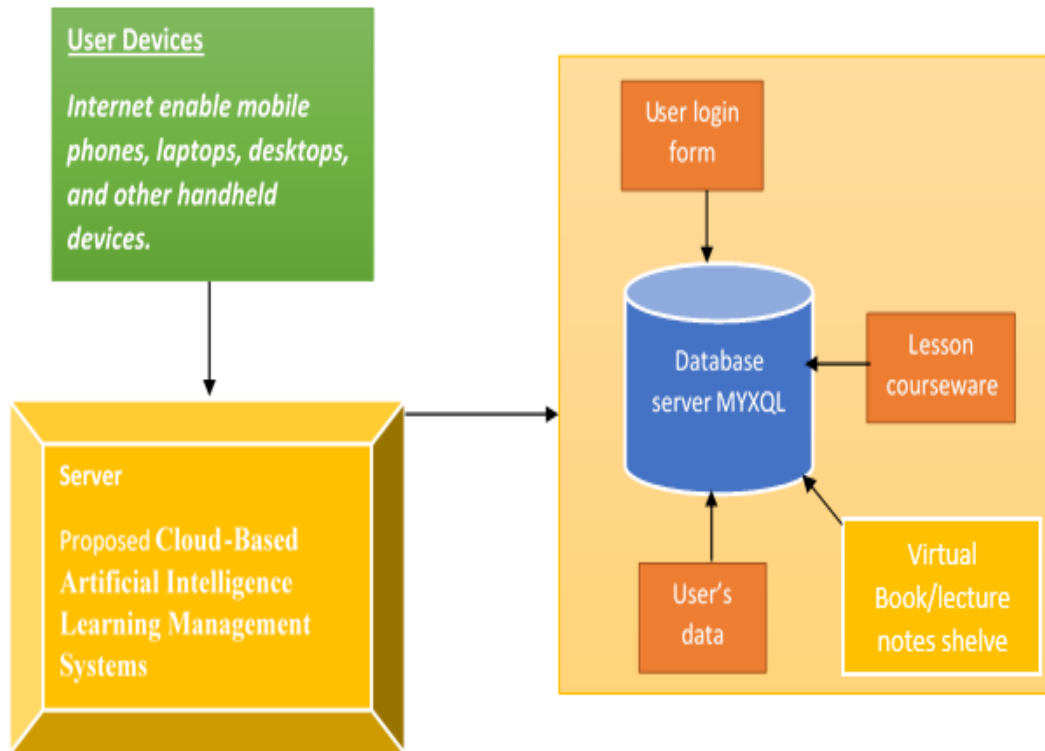 User Devices
Internet enable mobile
phones, laptops, desktops,
and other handheld
devices.
Server
Proposed Cloud-Based
Artificial Intelligence
Learning Management
Systems
User login
form
Database
server MYXQL
Lesson
courseware
User's
data
Virtual
Book/lecture
notes shelve